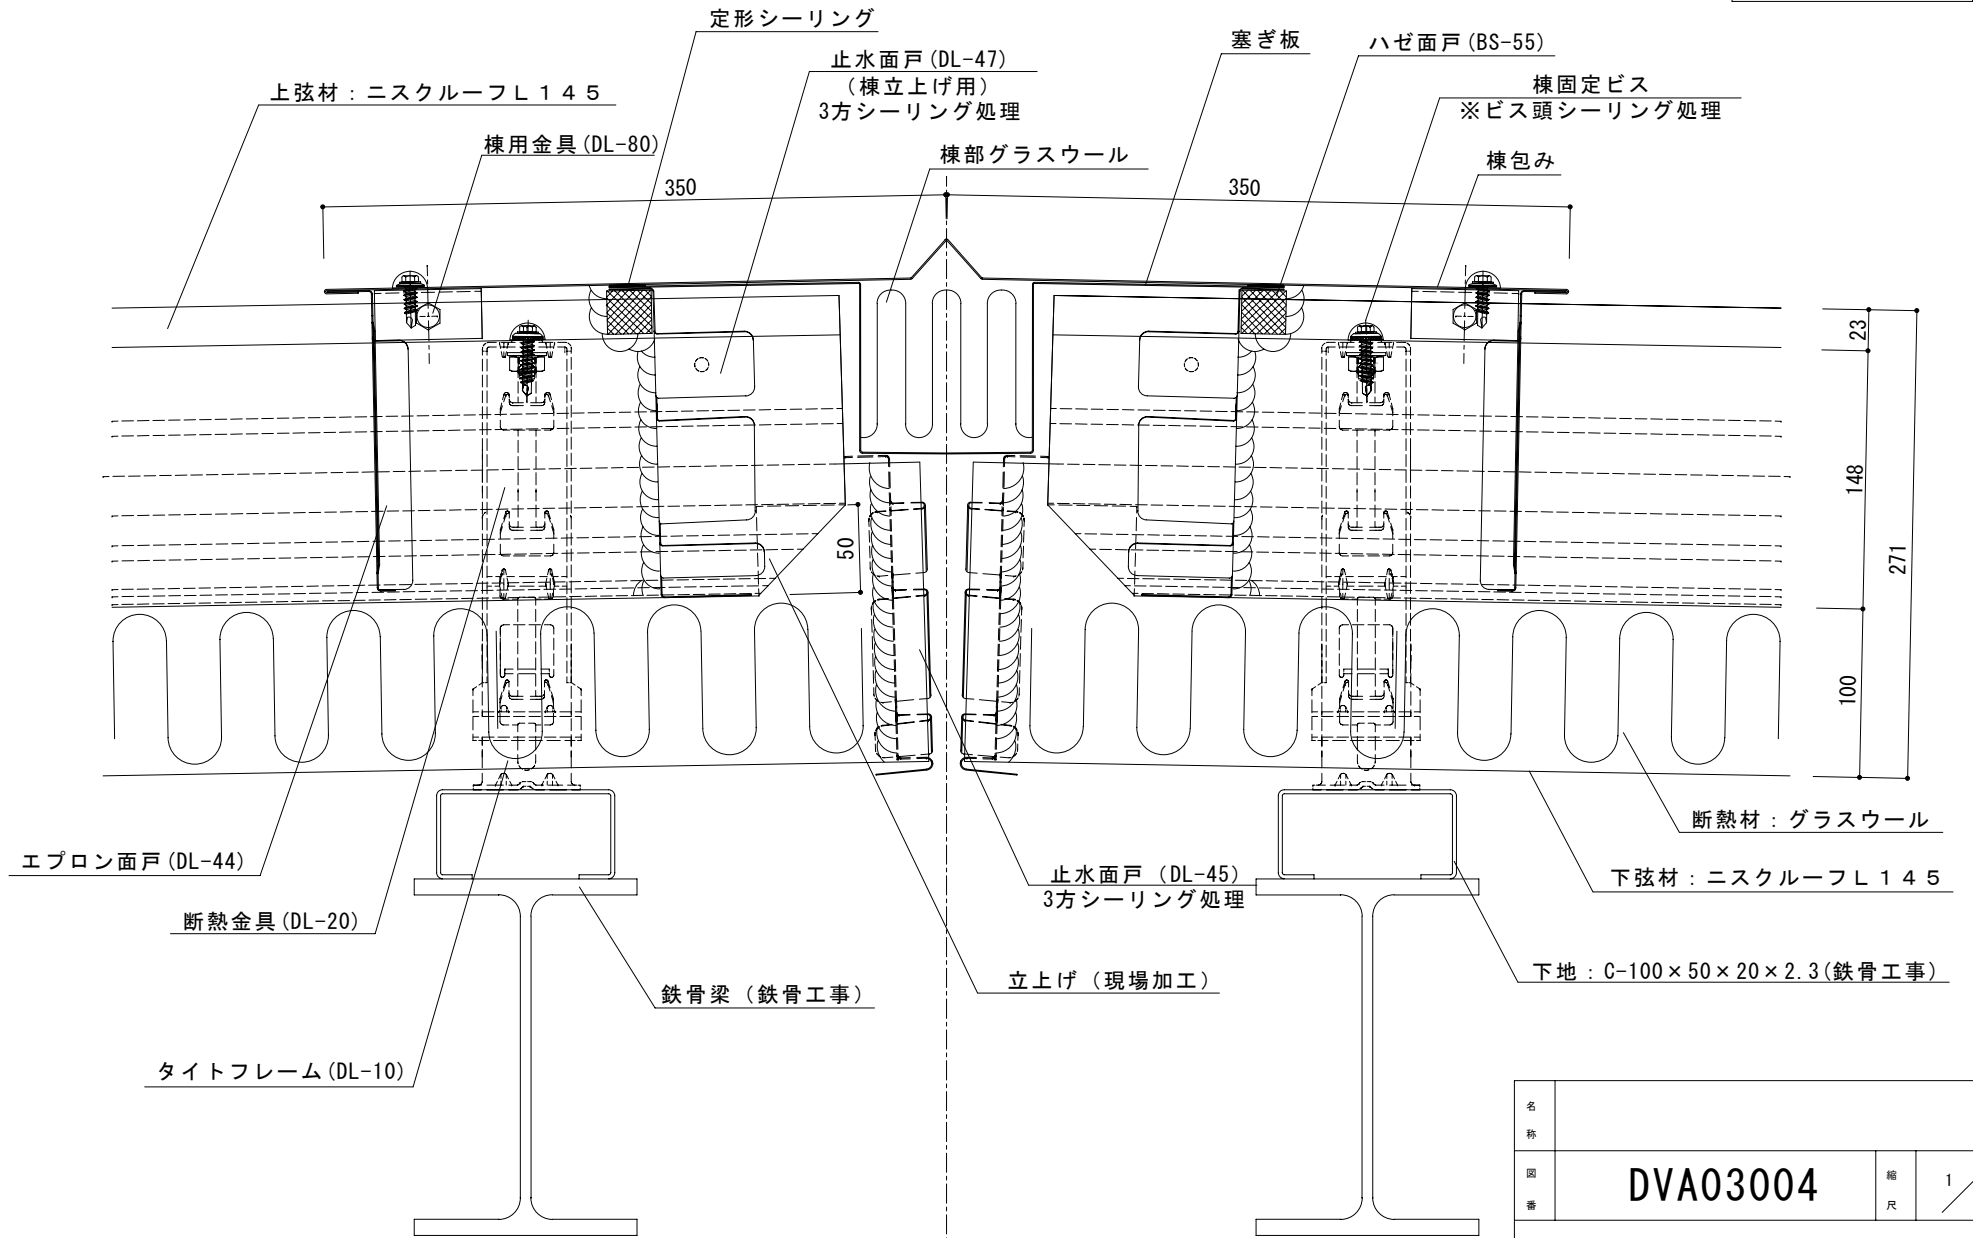 定形シーリング
止水面戸(DL-47)
(棟立上げ用)
3方シーリング処理
塞ぎ板
ハゼ面戸(BS-55)
棟固定ビス
※ビス頭シーリング処理
上弦材：ニスクルーフＬ１４５
棟用金具(DL-80)
棟部グラスウール
棟包み
350
350
23
148
271
50
100
断熱材：グラスウール
エプロン面戸(DL-44)
止水面戸 (DL-45)
3方シーリング処理
下弦材：ニスクルーフＬ１４５
断熱金具(DL-20)
立上げ (現場加工)
下地：C-100×50×20×2.3(鉄骨工事)
鉄骨梁 (鉄骨工事)
タイトフレーム(DL-10)
名称
図番
DVA03004
縮尺
1/